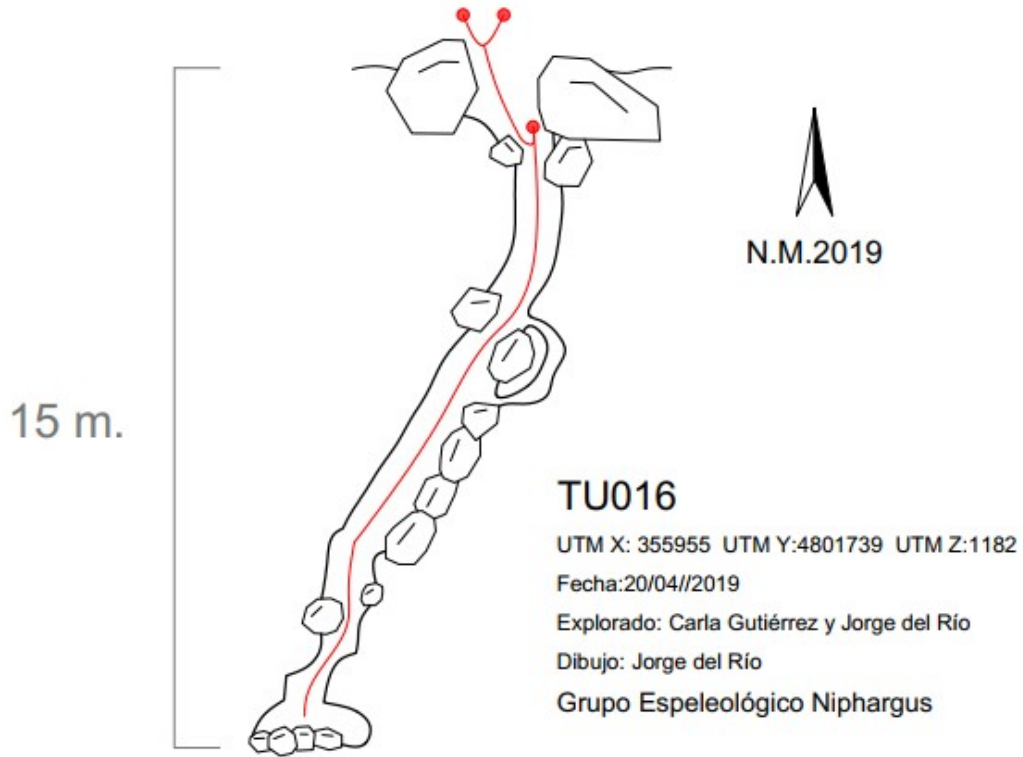 N.M.2019
15 m.
TU016
UTM X: 355955 UTM Y:4801739 UTM Z:1182
Fecha:20/04//2019
Explorado: Carla Gutiérrez y Jorge del Río
Dibujo: Jorge del Río
Grupo Espeleológico Niphargus